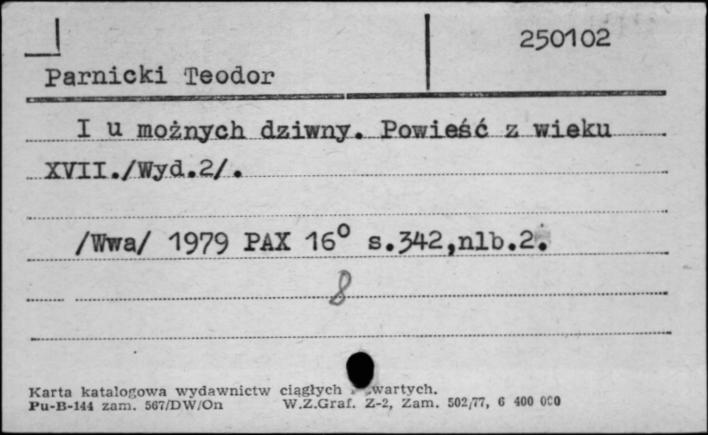 250102
Parnicki Teodor
I u możnych dziwny. Powieść z wieku
XVII./Wyd.2/.
/Wwa/ 1979 PAX 16° s.342,nlb.2.
8
Karta katalogowa wydawnictw ciągłych wartych.
Pu-B-144 zam. 567/DW/On W.Z.Graf. Z-2, Zam. 502/77, 6 400 000